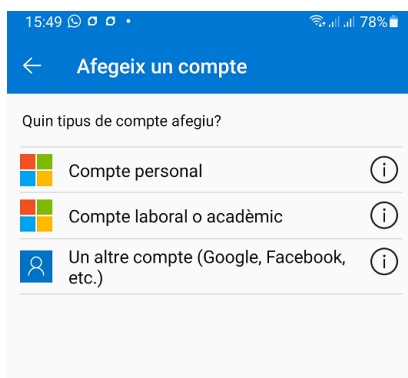 15:49 78%
Afegeix un compte
Quin tipus de compte afegiu?
Compte personal
Compte laboral o acadèmic
Un altre compte (Google, Facebook,
etc.)